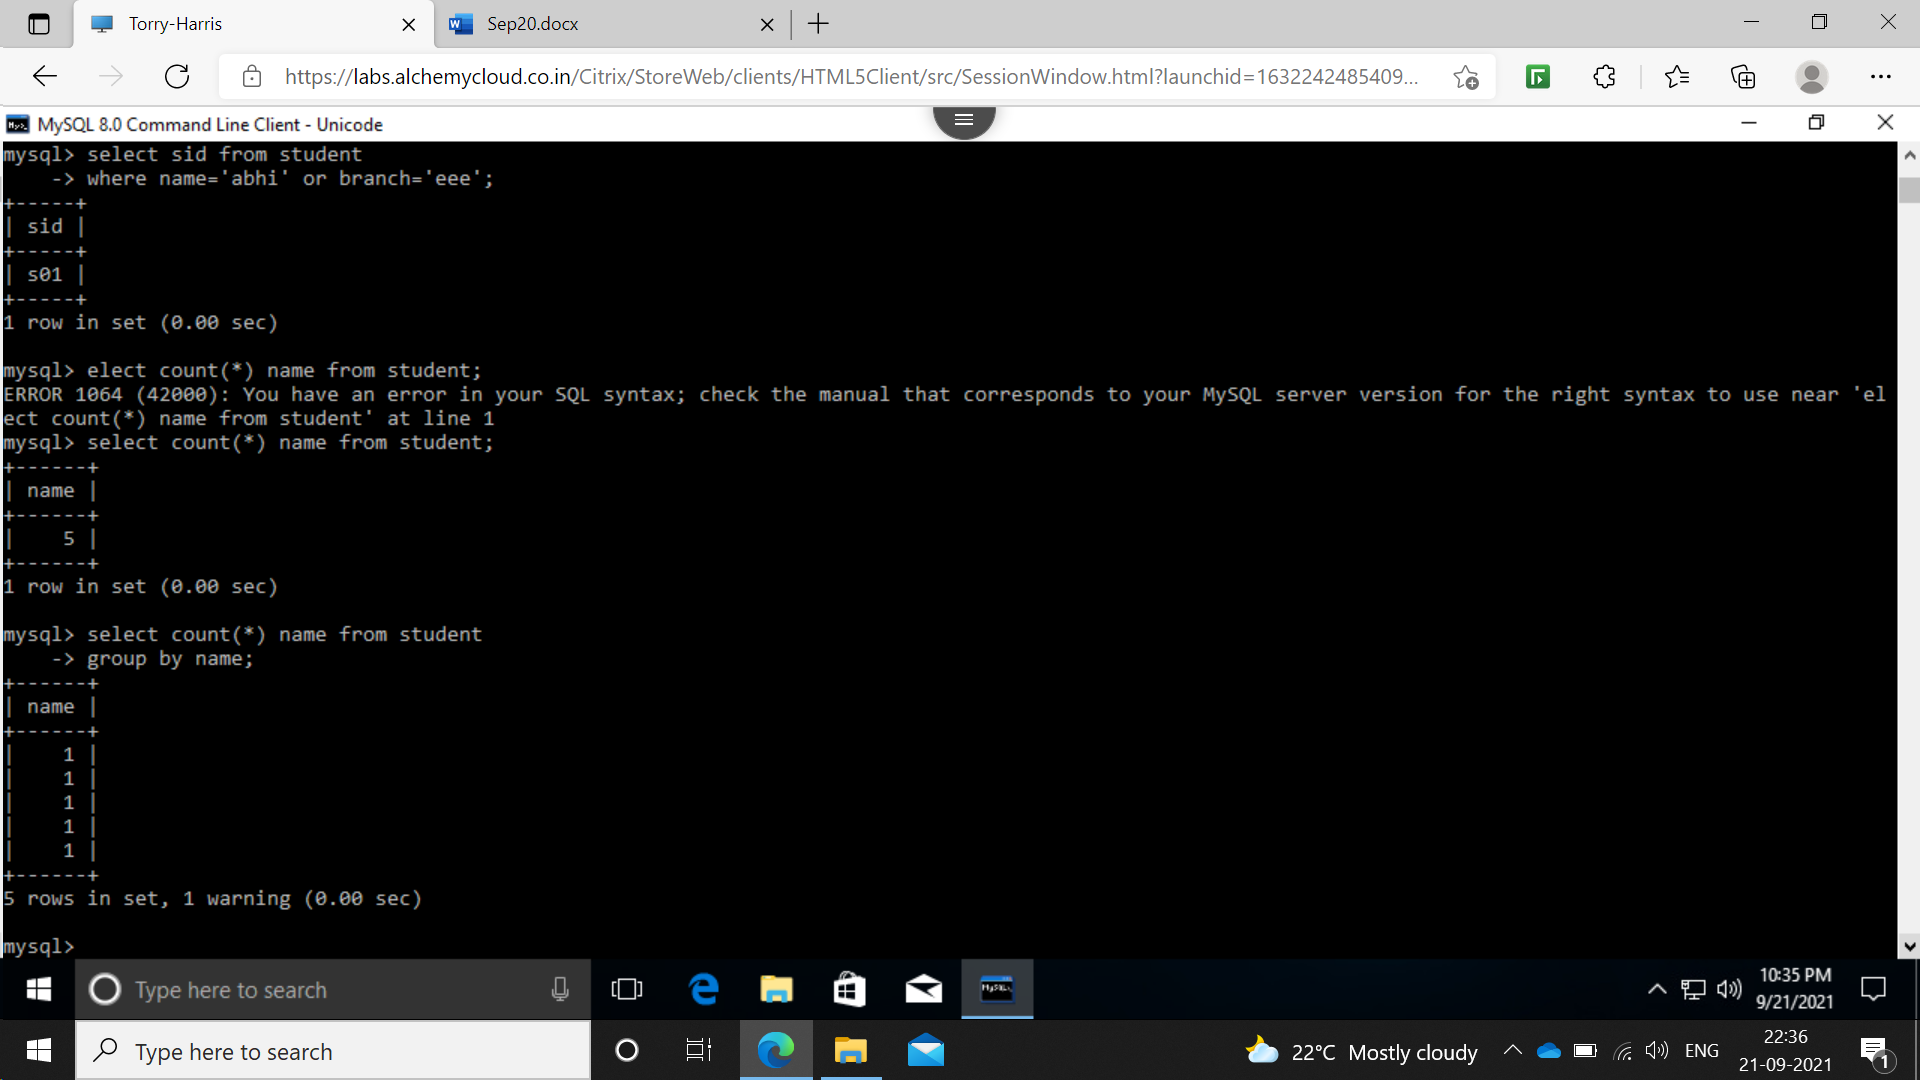 Torry-Harris
Sep20.docx
https://labs.alchemycloud.co.in/Citrix/StoreWeb/clients/HTML5Client/src/SessionWindow.html?launchid=1632242485409...
MySQL 8.0 Command Line Client - Unicode
mysql> select sid from student
    -> where name='abhi' or branch='eee';
+-----+
| sid |
+-----+
| s01 |
+-----+
1 row in set (0.00 sec)
mysql> elect count(*) name from student;
ERROR 1064 (42000): You have an error in your SQL syntax; check the manual that corresponds to your MySQL server version for the right syntax to use near 'el
ect count(*) name from student' at line 1
mysql> select count(*) name from student;
+------+
| name |
+------+
|    5 |
+------+
1 row in set (0.00 sec)
mysql> select count(*) name from student
    -> group by name;
+------+
| name |
+------+
|    1 |
|    1 |
|    1 |
|    1 |
|    1 |
+------+
5 rows in set, 1 warning (0.00 sec)
mysql>
Type here to search
10:35 PM
9/21/2021
Type here to search
22°C Mostly cloudy
ENG
22:36
21-09-2021
1